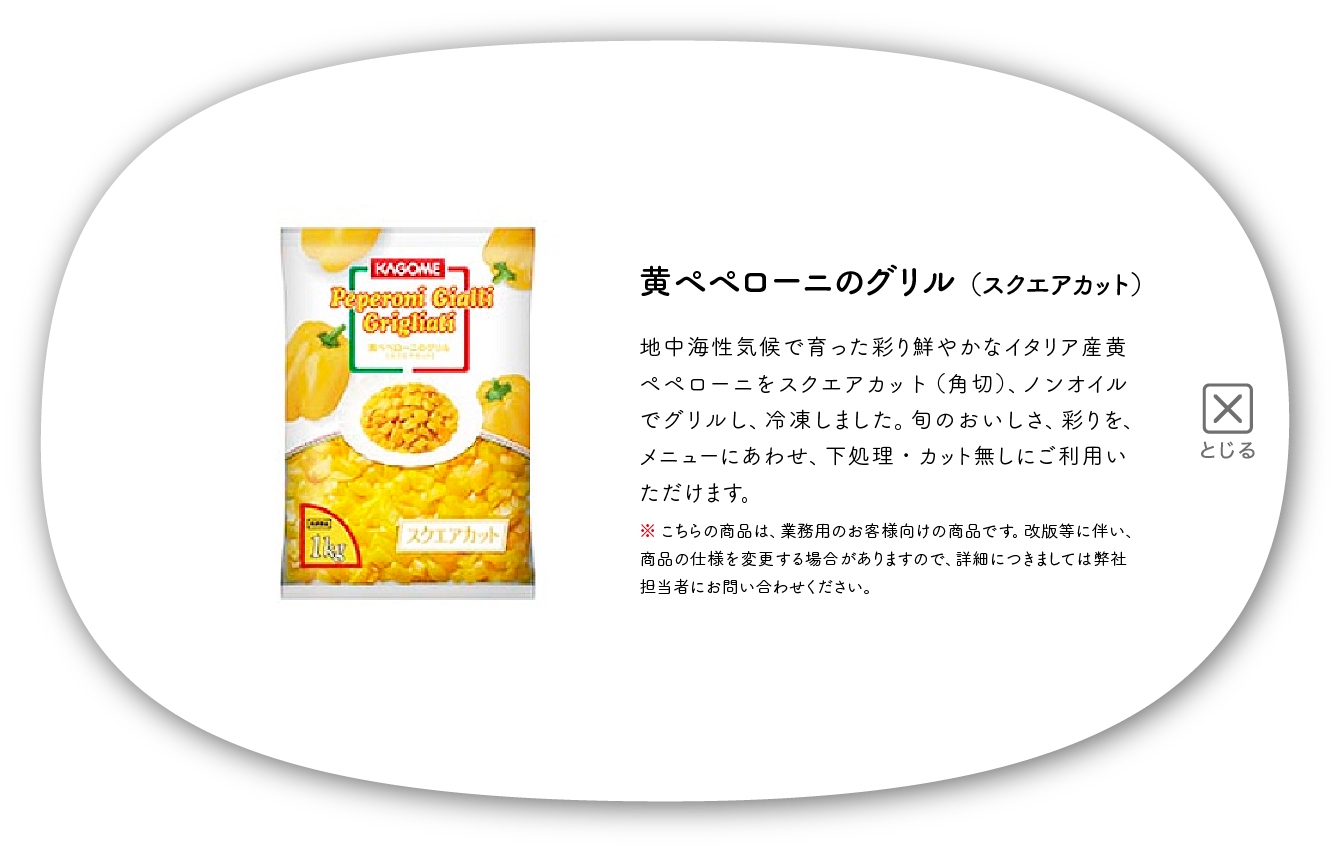 KAGOME
Peperoni Gialli
Grigliati
黄ペペローニのグリル
スクエアカット
1kg
黄ペペローニのグリル（スクエアカット）
地中海性気候で育った彩り鮮やかなイタリア産黄
ペペローニをスクエアカット（角切）、ノンオイル
でグリルし、冷凍しました。旬のおいしさ、彩りを、
メニューにあわせ、下処理・カット無しにご利用い
ただけます。
※ こちらの商品は、業務用のお客様向けの商品です。改版等に伴い、
商品の仕様を変更する場合がありますので、詳細につきましては弊社
担当者にお問い合わせください。
とじる